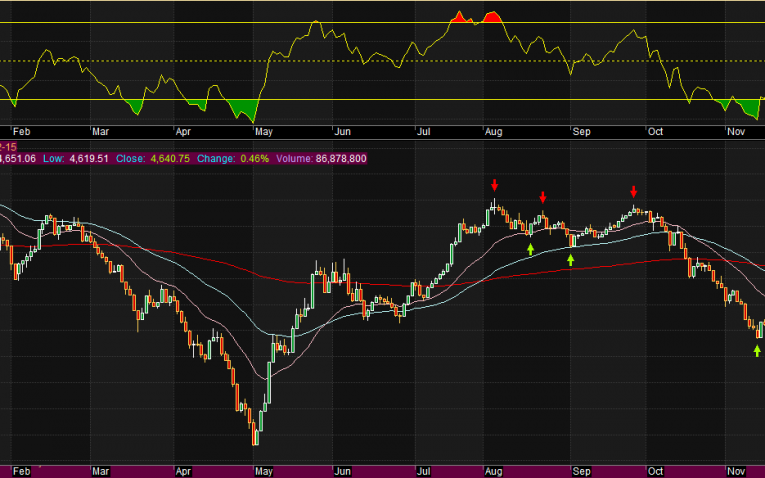 Feb Mar Apr May Jun Jul Aug Sep Oct Nov
2-15
4,651.06 Low: 4,619.51 Close: 4,640.75 Change: 0.46% Volume: 86,878,800
Feb Mar Apr May Jun Jul Aug Sep Oct Nov